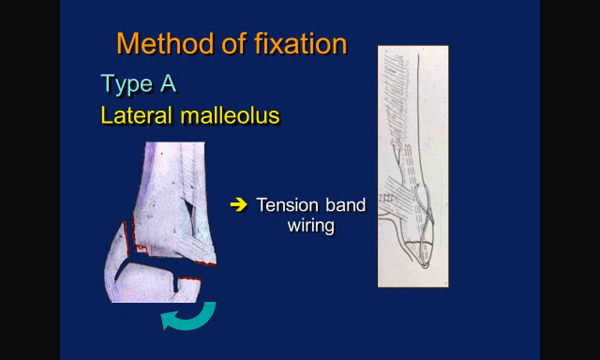 Method of fixation
Type A
Lateral malleolus
➔ Tension band
wiring